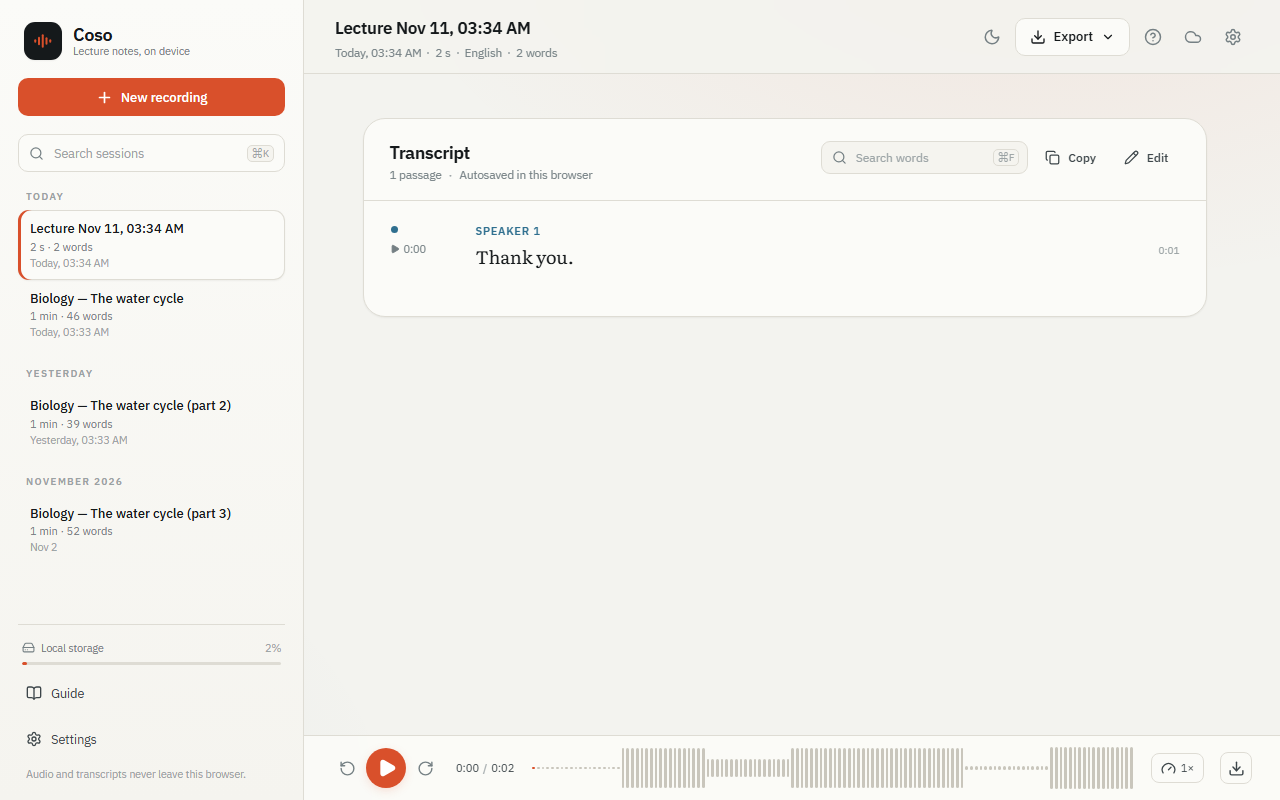 Coso
Lecture notes, on device
New recording
Search sessions
⌘K
TODAY
Lecture Nov 11, 03:34 AM
2 s · 2 words
Today, 03:34 AM
Biology — The water cycle
1 min · 46 words
Today, 03:33 AM
YESTERDAY
Biology — The water cycle (part 2)
1 min · 39 words
Yesterday, 03:33 AM
NOVEMBER 2026
Biology — The water cycle (part 3)
1 min · 52 words
Nov 2
Local storage
2%
Guide
Settings
Audio and transcripts never leave this browser.
Lecture Nov 11, 03:34 AM
Today, 03:34 AM · 2 s · English · 2 words
Export
Transcript
1 passage · Autosaved in this browser
Search words
⌘F
Copy
Edit
SPEAKER 1
0:00
Thank you.
0:01
0:00 / 0:02
1×